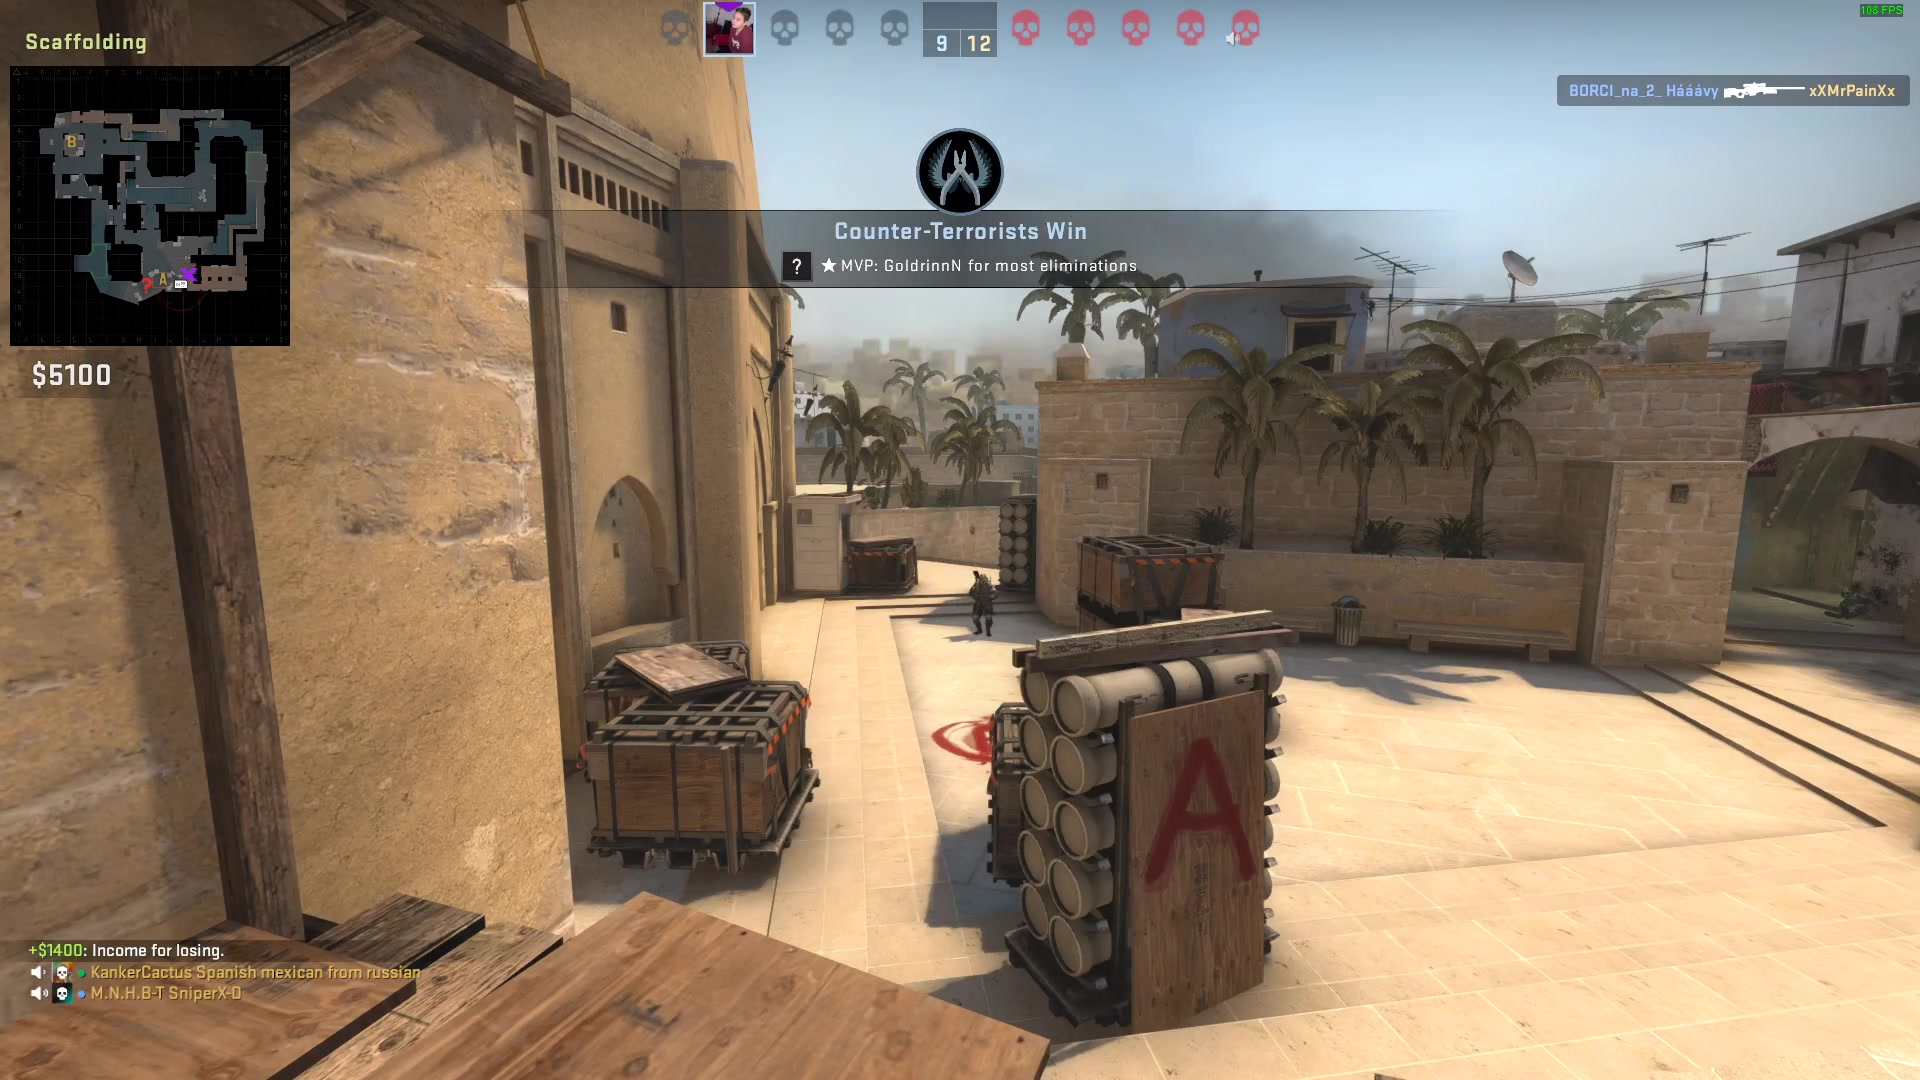 108 FPS
Scaffolding
9 12
BORCI_na_2_ Hááávy xXMrPainXx
B
A
Counter-Terrorists Win
? ★ MVP: GoldrinnN for most eliminations
$5100
A
+$1400: Income for losing.
KankerCactus Spanish mexican from russian
M.N.H.B-T SniperX-D